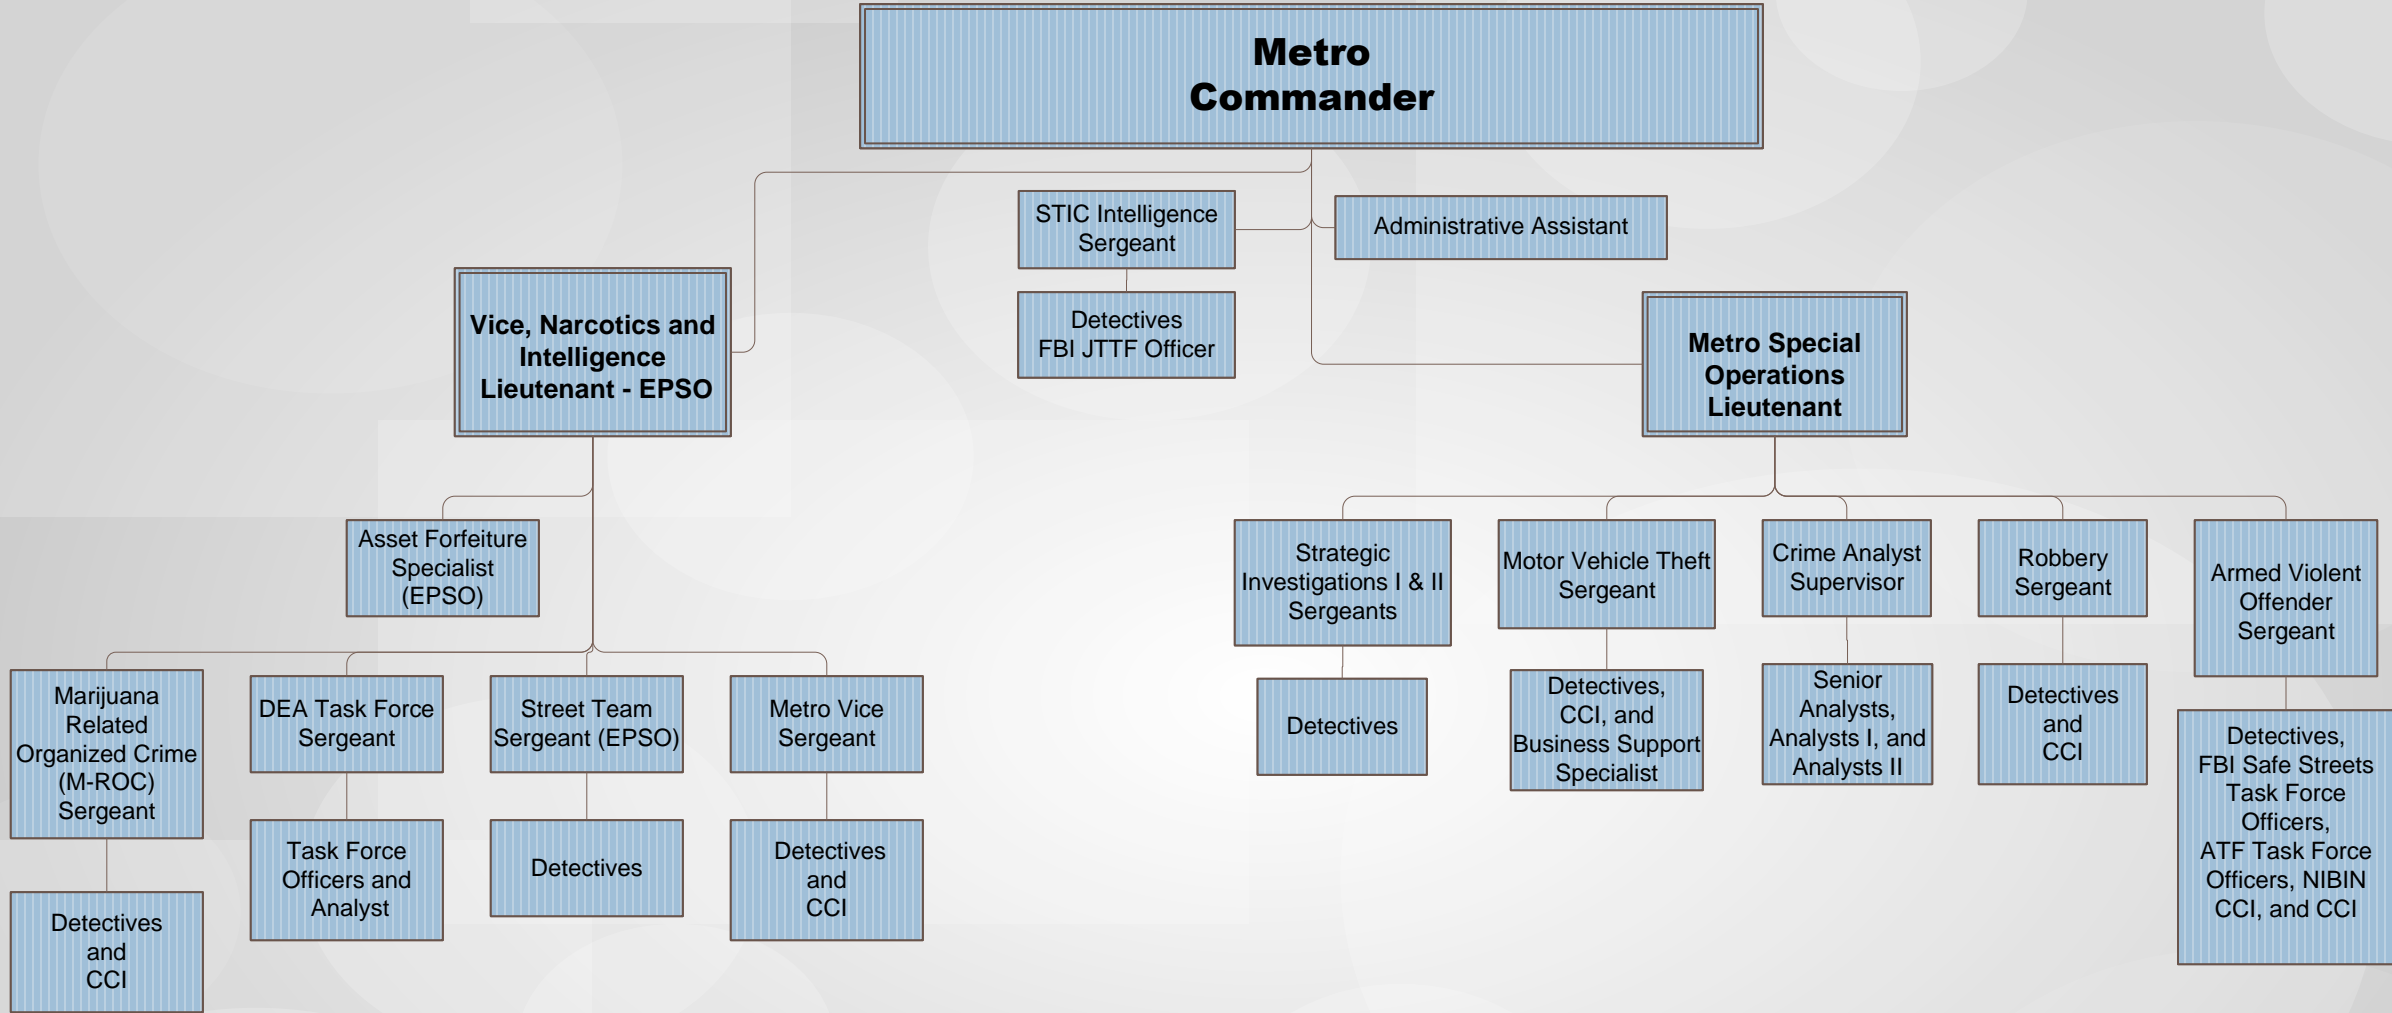 Metro
Commander
STIC Intelligence
Sergeant
Administrative Assistant
Detectives
FBI JTTF Officer
Vice, Narcotics and
Intelligence
Lieutenant - EPSO
Metro Special
Operations
Lieutenant
Asset Forfeiture
Specialist
(EPSO)
Marijuana
Related
Organized Crime
(M-ROC)
Sergeant
Detectives
and
CCI
DEA Task Force
Sergeant
Task Force
Officers and
Analyst
Street Team
Sergeant (EPSO)
Detectives
Metro Vice
Sergeant
Detectives
and
CCI
Strategic
Investigations I & II
Sergeants
Detectives
Motor Vehicle Theft
Sergeant
Detectives,
CCI, and
Business Support
Specialist
Crime Analyst
Supervisor
Senior
Analysts,
Analysts I, and
Analysts II
Robbery
Sergeant
Detectives
and
CCI
Armed Violent
Offender
Sergeant
Detectives,
FBI Safe Streets
Task Force
Officers,
ATF Task Force
Officers, NIBIN
CCI, and CCI